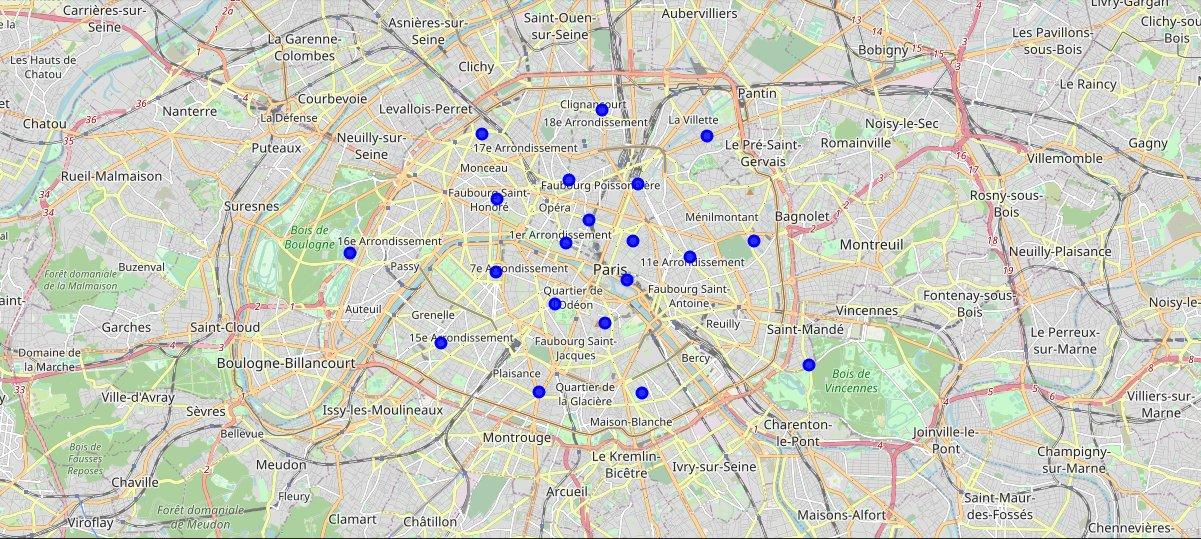 Carrières-sur-
Seine
Asnières-sur-
Seine
Saint-Ouen-
sur-Seine
Aubervilliers
Livry-Gargan
Clichy-sou
Bois
La Garenne-
Colombes
Les Pavillons-
sous-Bois
Bobigny
Les Hauts de
Chatou
Clichy
Le Raincy
Nanterre
Courbevoie
Levallois-Perret
Clignancourt
Pantin
La Défense
18e Arrondissement
La Villette
Chatou
Noisy-le-Sec
Neuilly-sur-
Seine
Puteaux
17e Arrondissement
Le Pré-Saint-
Gervais
Romainville
Gagny
Villemomble
Monceau
Rueil-Malmaison
Faubourg Poissonnière
Faubourg Saint-
Honoré
Rosny-sous-
Bois
Suresnes
Opéra
Ménilmontant
Bagnolet
Bois de
Boulogne
16e Arrondissement
1er Arrondissement
Montreuil
Neuilly-Plaisance
Buzenval
Passy
7e Arrondissement
Paris
11e Arrondissement
Forêt domaniale
de la Malmaison
Quartier de
l'Odéon
Faubourg Saint-
Antoine
Fontenay-sous-
Bois
Noisy-le-
Auteuil
Grenelle
Vincennes
Garches
Saint-Cloud
Reuilly
Saint-Mandé
Le Perreux-
sur-Marne
15e Arrondissement
Faubourg Saint-
Jacques
Domaine de
la Marche
Boulogne-Billancourt
Bercy
Plaisance
Bois de
Vincennes
Quartier de
la Glacière
Ville-d'Avray
Villiers-sur-
Marne
Sèvres
Issy-les-Moulineaux
Maison-Blanche
Bellevue
Montrouge
Charenton-
le-Pont
Joinville-le-
Pont
Bois de
Fausses
Reposes
Le Kremlin-
Bicêtre
Ivry-sur-Seine
Meudon
Champigny-
sur-Marne
Chaville
Fleury
Arcueil
Saint-Maur-
des-Fossés
Viroflay
Forêt domaniale
de Meudon
Clamart
Châtillon
Maisons-Alfort
Chennevières-